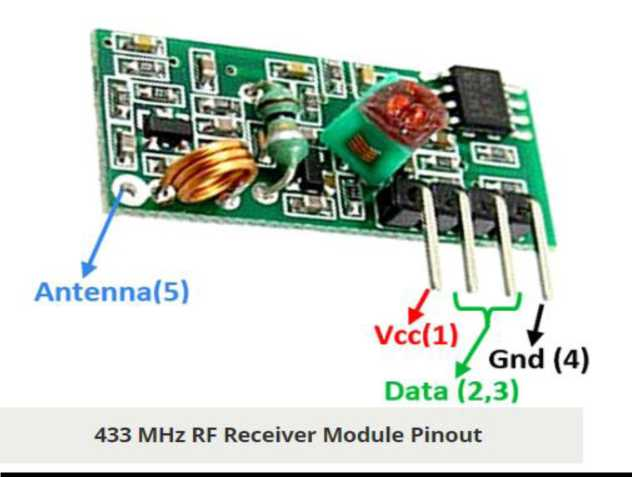 Antenna(5)
Vcc(1)
Gnd (4)
Data (2,3)
433 MHz RF Receiver Module Pinout